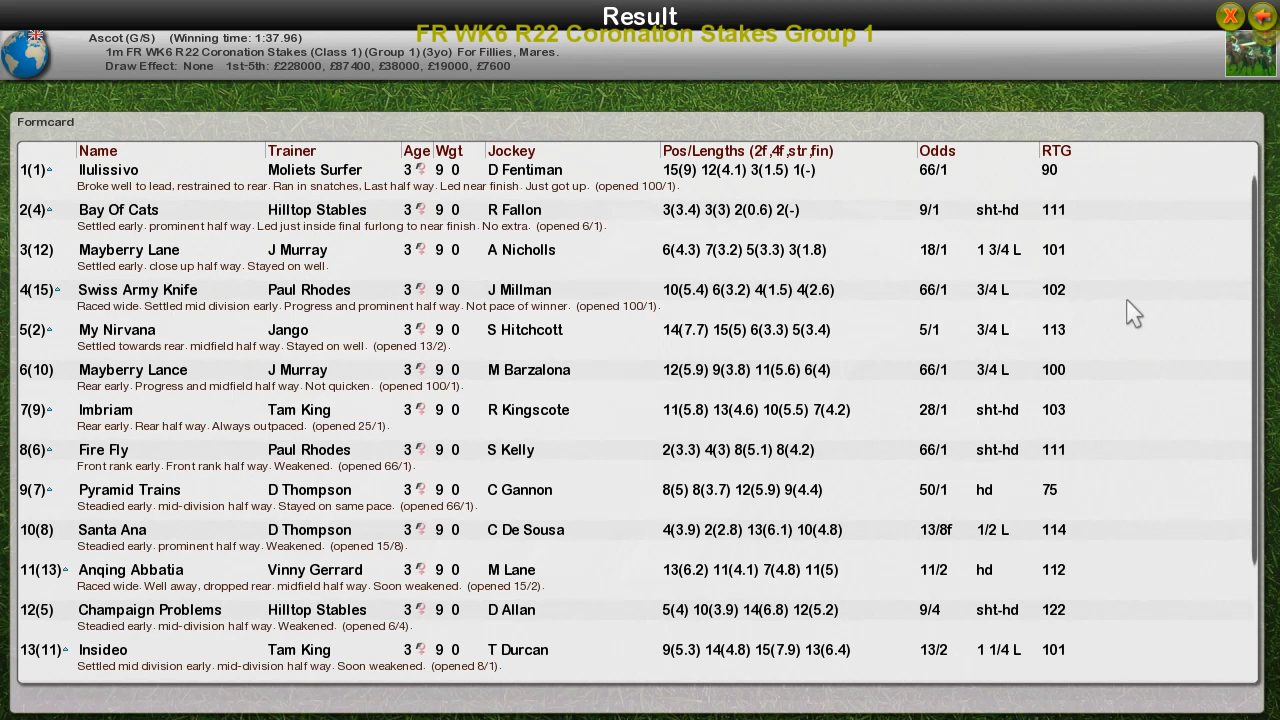 Result
FR WK6 R22 Coronation Stakes Group 1
Ascot (G/S) (Winning time: 1:37.96)
1m FR WK6 R22 Coronation Stakes (Class 1) (Group 1) (3yo) For Fillies, Mares.
Draw Effect: None 1st-5th: £228000, £87400, £38000, £19000, £7600
Formcard
Name Trainer Age Wgt Jockey Pos/Lengths (2f,4f,str,fin) Odds RTG
1(1) Ilulissivo Moliets Surfer 3 9 0 D Fentiman 15(9) 12(4.1) 3(1.5) 1(-) 66/1 90
Broke well to lead, restrained to rear. Ran in snatches, Last half way. Led near finish. Just got up. (opened 100/1).
2(4) Bay Of Cats Hilltop Stables 3 9 0 R Fallon 3(3.4) 3(3) 2(0.6) 2(-) 9/1 sht-hd 111
Settled early. prominent half way. Led just inside final furlong to near finish. No extra. (opened 6/1).
3(12) Mayberry Lane J Murray 3 9 0 A Nicholls 6(4.3) 7(3.2) 5(3.3) 3(1.8) 18/1 1 3/4 L 101
Settled early. close up half way. Stayed on well.
4(15) Swiss Army Knife Paul Rhodes 3 9 0 J Millman 10(5.4) 6(3.2) 4(1.5) 4(2.6) 66/1 3/4 L 102
Raced wide. Settled mid division early. Progress and prominent half way. Not pace of winner. (opened 100/1).
5(2) My Nirvana Jango 3 9 0 S Hitchcott 14(7.7) 15(5) 6(3.3) 5(3.4) 5/1 3/4 L 113
Settled towards rear. midfield half way. Stayed on well. (opened 13/2).
6(10) Mayberry Lance J Murray 3 9 0 M Barzalona 12(5.9) 9(3.8) 11(5.6) 6(4) 66/1 3/4 L 100
Rear early. Progress and midfield half way. Not quicken. (opened 100/1).
7(9) Imbriam Tam King 3 9 0 R Kingscote 11(5.8) 13(4.6) 10(5.5) 7(4.2) 28/1 sht-hd 103
Rear early. Rear half way. Always outpaced. (opened 25/1).
8(6) Fire Fly Paul Rhodes 3 9 0 S Kelly 2(3.3) 4(3) 8(5.1) 8(4.2) 66/1 sht-hd 111
Front rank early. Front rank half way. Weakened. (opened 66/1).
9(7) Pyramid Trains D Thompson 3 9 0 C Gannon 8(5) 8(3.7) 12(5.9) 9(4.4) 50/1 hd 75
Steadied early. mid-division half way. Stayed on same pace. (opened 66/1).
10(8) Santa Ana D Thompson 3 9 0 C De Sousa 4(3.9) 2(2.8) 13(6.1) 10(4.8) 13/8f 1/2 L 114
Steadied early. prominent half way. Weakened. (opened 15/8).
11(13) Anqing Abbatia Vinny Gerrard 3 9 0 M Lane 13(6.2) 11(4.1) 7(4.8) 11(5) 11/2 hd 112
Raced wide. Well away, dropped rear. midfield half way. Soon weakened. (opened 15/2).
12(5) Champaign Problems Hilltop Stables 3 9 0 D Allan 5(4) 10(3.9) 14(6.8) 12(5.2) 9/4 sht-hd 122
Steadied early. mid-division half way. Weakened. (opened 6/4).
13(11) Insideo Tam King 3 9 0 T Durcan 9(5.3) 14(4.8) 15(7.9) 13(6.4) 13/2 1 1/4 L 101
Settled mid division early. mid-division half way. Soon weakened. (opened 8/1).